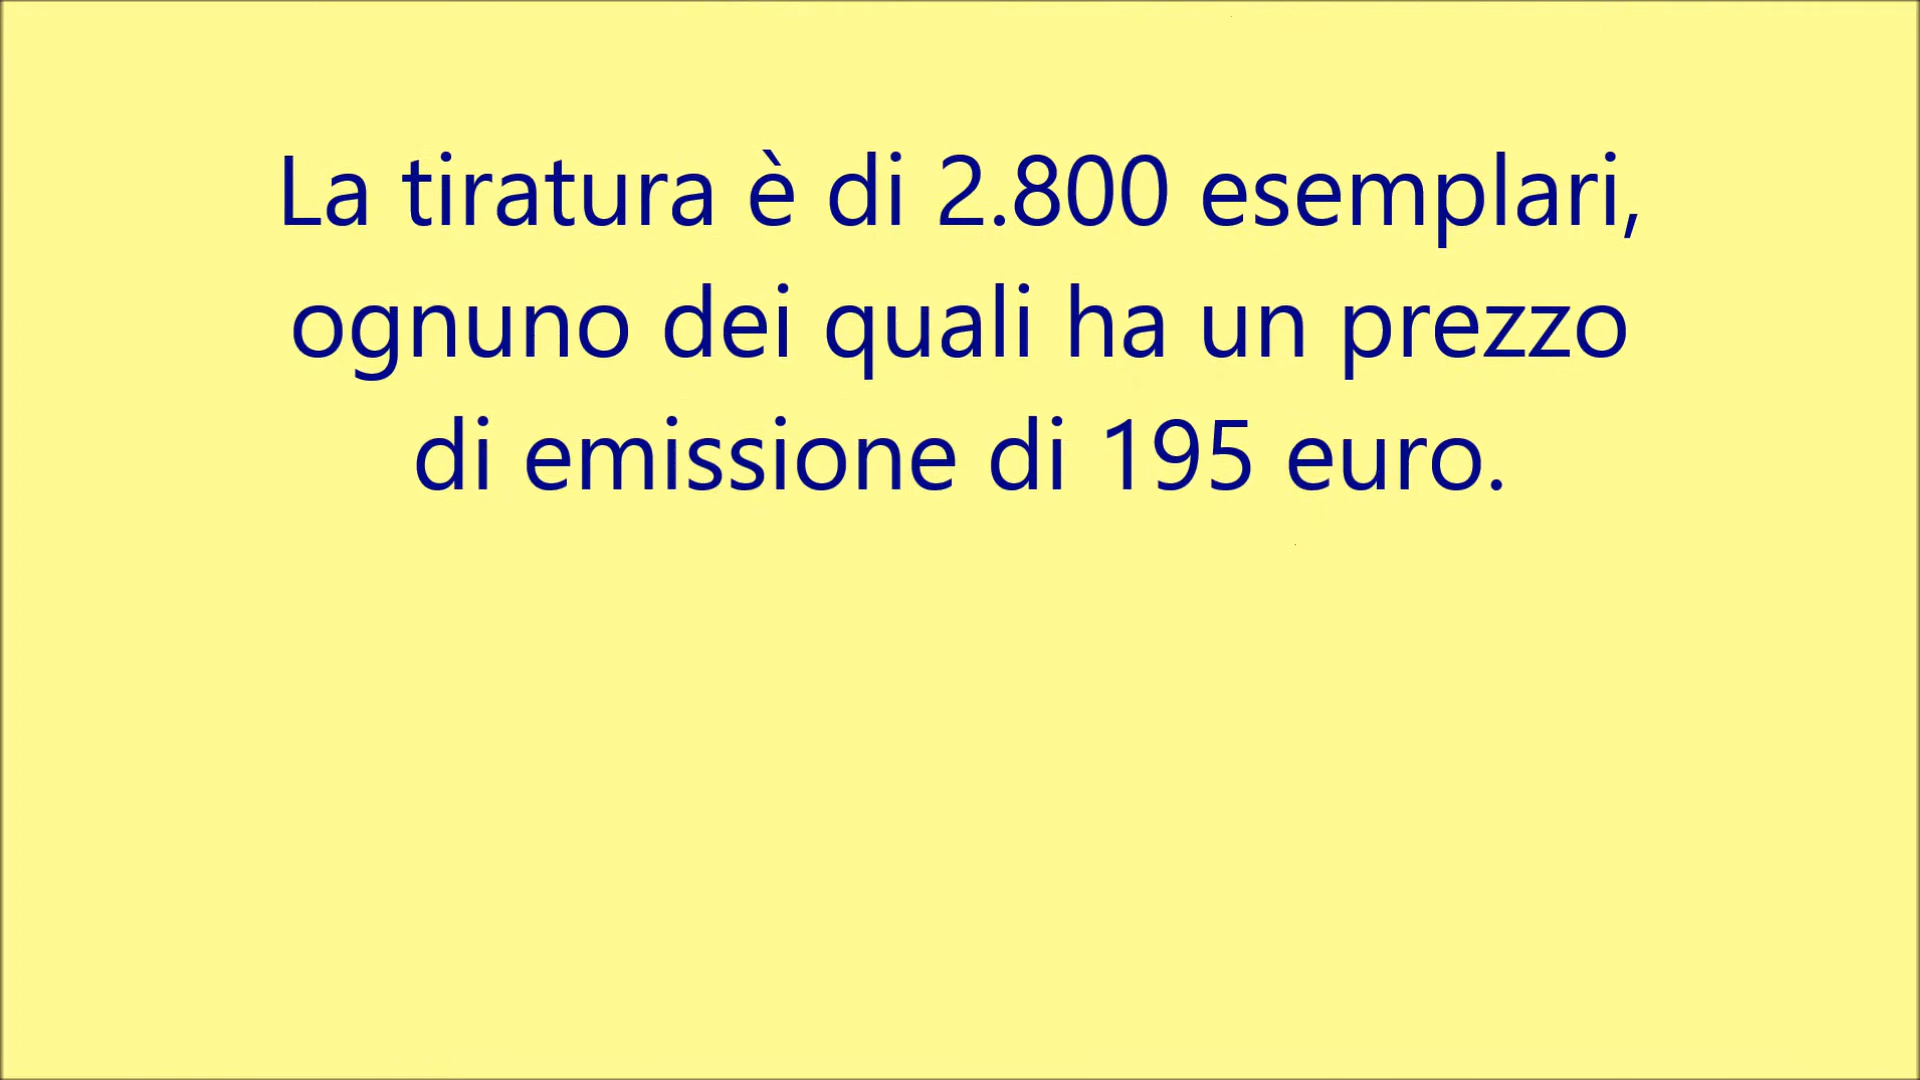 La tiratura è di 2.800 esemplari,
ognuno dei quali ha un prezzo
di emissione di 195 euro.